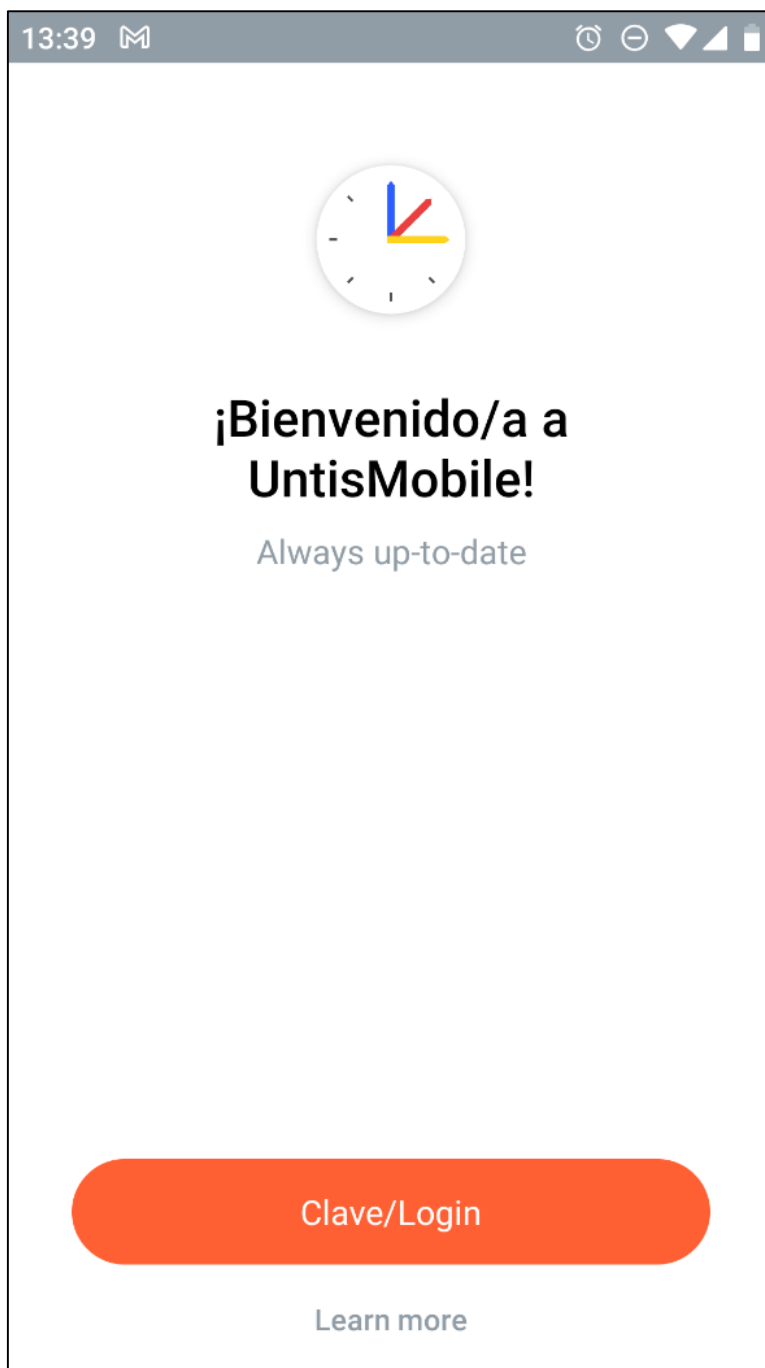 13:39
¡Bienvenido/a a
UntisMobile!
Always up-to-date
Clave/Login
Learn more